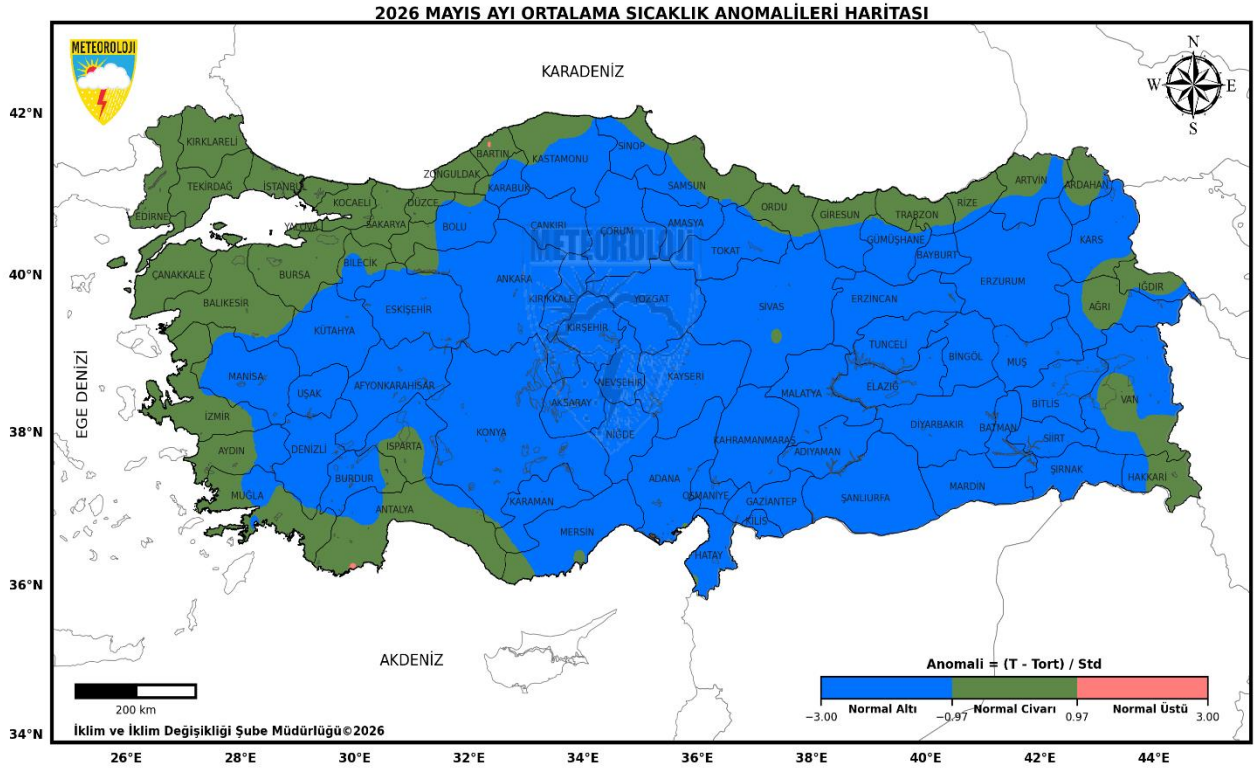 2026 MAYIS AYI ORTALAMA SICAKLIK ANOMALİLERİ HARİTASI
METEOROLOJİ
KARADENİZ
N
W E
S
42°N
40°N
38°N
36°N
34°N
EGE DENİZİ
KIRKLARELİ
TEKİRDAĞ
İSTANBUL
EDİRNE
KOCAELİ
YALOVA
SAKARYA
DÜZCE
ZONGULDAK
BARTIN
KARABÜK
KASTAMONU
SİNOP
SAMSUN
ORDU
GİRESUN
TRABZON
RİZE
ARTVİN
ARDAHAN
ÇANAKKALE
BURSA
BİLECİK
BOLU
ÇANKIRI
ÇORUM
AMASYA
TOKAT
GÜMÜŞHANE
BAYBURT
KARS
METEOROLOJİ
BALIKESİR
ESKİŞEHİR
ANKARA
KIRIKKALE
YOZGAT
SİVAS
ERZİNCAN
ERZURUM
AĞRI
IĞDIR
KÜTAHYA
KIRŞEHİR
TUNCELİ
BİNGÖL
MUŞ
MANİSA
UŞAK
AFYONKARAHİSAR
NEVŞEHİR
KAYSERİ
MALATYA
ELAZIĞ
BİTLİS
VAN
İZMİR
AKSARAY
AYDIN
DENİZLİ
ISPARTA
KONYA
NİĞDE
KAHRAMANMARAŞ
ADIYAMAN
DİYARBAKIR
BATMAN
SİİRT
MUĞLA
BURDUR
ANTALYA
KARAMAN
ADANA
OSMANİYE
GAZİANTEP
ŞANLIURFA
MARDİN
ŞIRNAK
HAKKARİ
MERSİN
KİLİS
HATAY
AKDENİZ
Anomali = (T - Tort) / Std
Normal Altı Normal Civarı Normal Üstü
−3.00 −0.97 0.97 3.00
200 km
İklim ve İklim Değişikliği Şube Müdürlüğü©2026
26°E 28°E 30°E 32°E 34°E 36°E 38°E 40°E 42°E 44°E